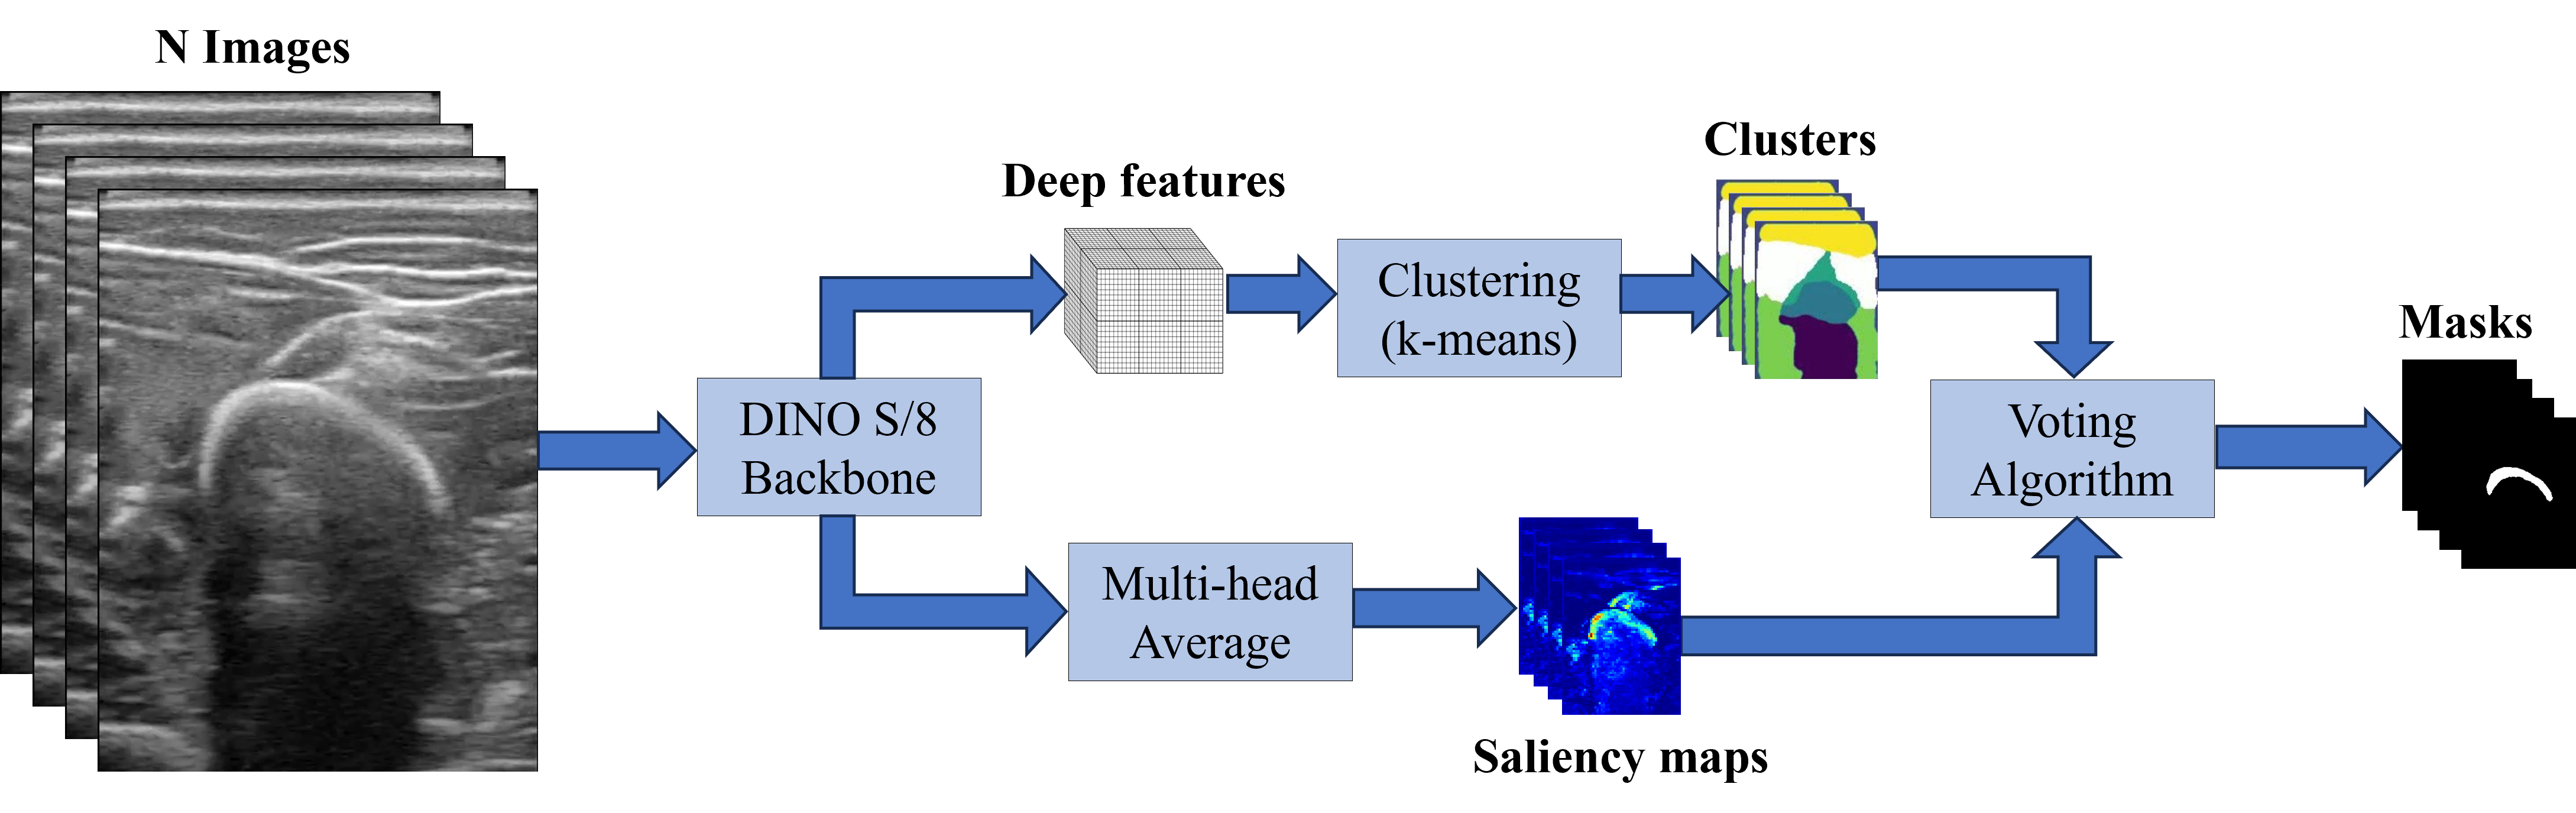 N Images
Deep features
Clusters
Clustering
(k-means)
Masks
DINO S/8
Backbone
Voting
Algorithm
Multi-head
Average
Saliency maps